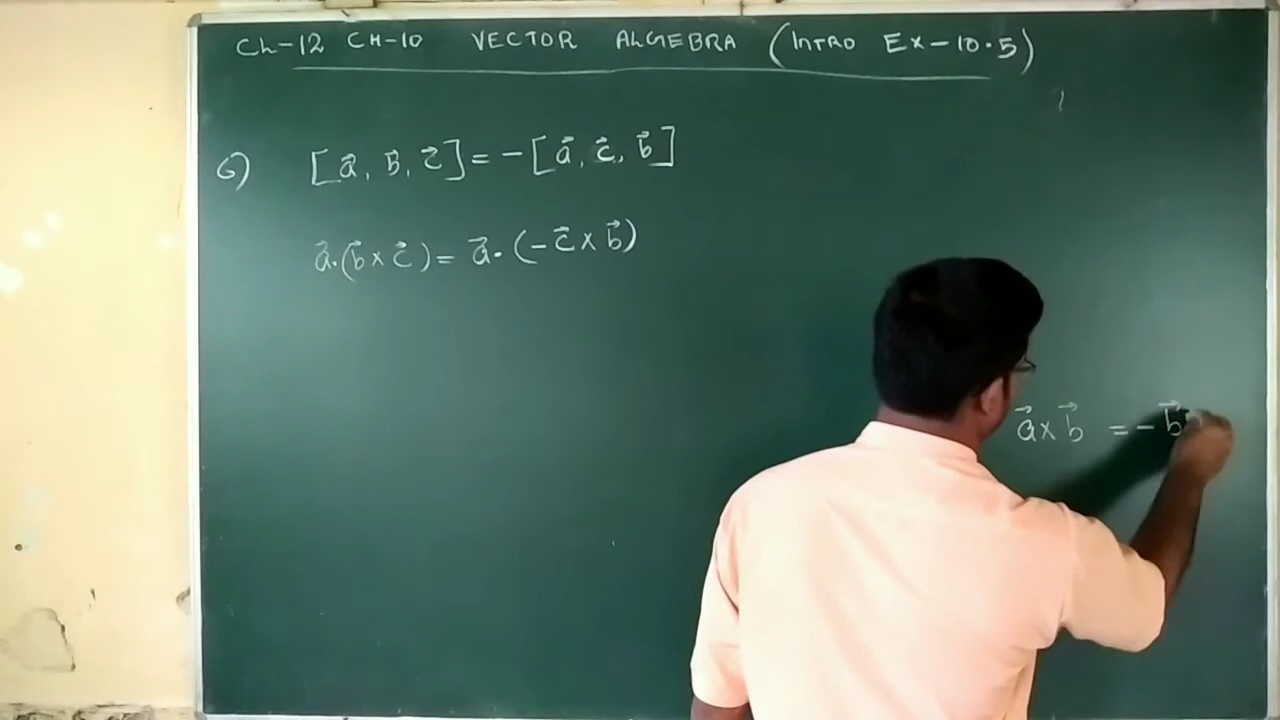 Ch-12 CH-10 VECTOR ALGEBRA (INTRO EX-10.5)
6) [a⃗, b⃗, c⃗] = -[a⃗, c⃗, b⃗]
a⃗·(b⃗ × c⃗) = a⃗·(-c⃗ × b⃗)
a⃗ × b⃗ = - b⃗